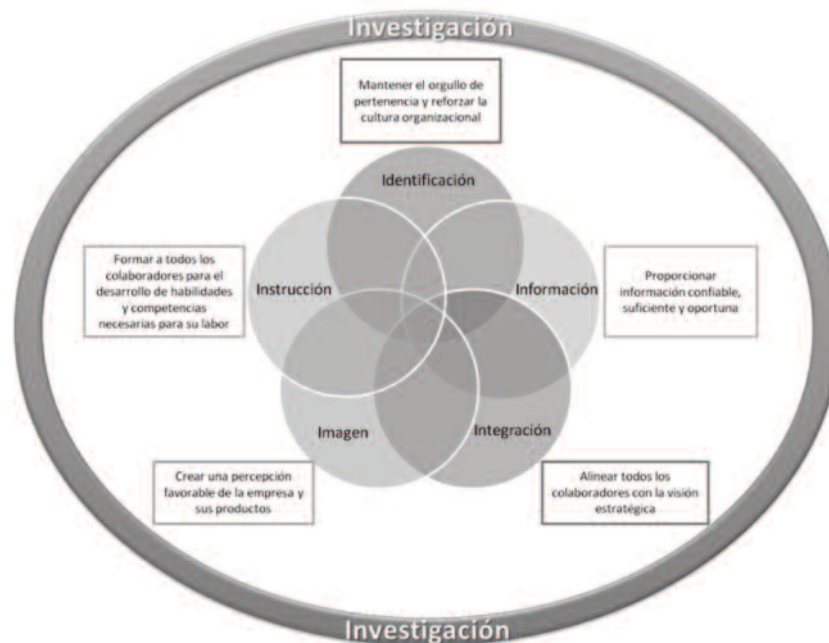 Investigación
Mantener el orgullo de
pertenencia y reforzar la
cultura organizacional
Identificación
Formar a todos los
colaboradores para el
desarrollo de habilidades
y competencias
necesarias para su labor
Instrucción
Información
Proporcionar
información confiable,
suficiente y oportuna
Imagen
Integración
Crear una percepción
favorable de la empresa y
sus productos
Alinear todos los
colaboradores con la visión
estratégica
Investigación